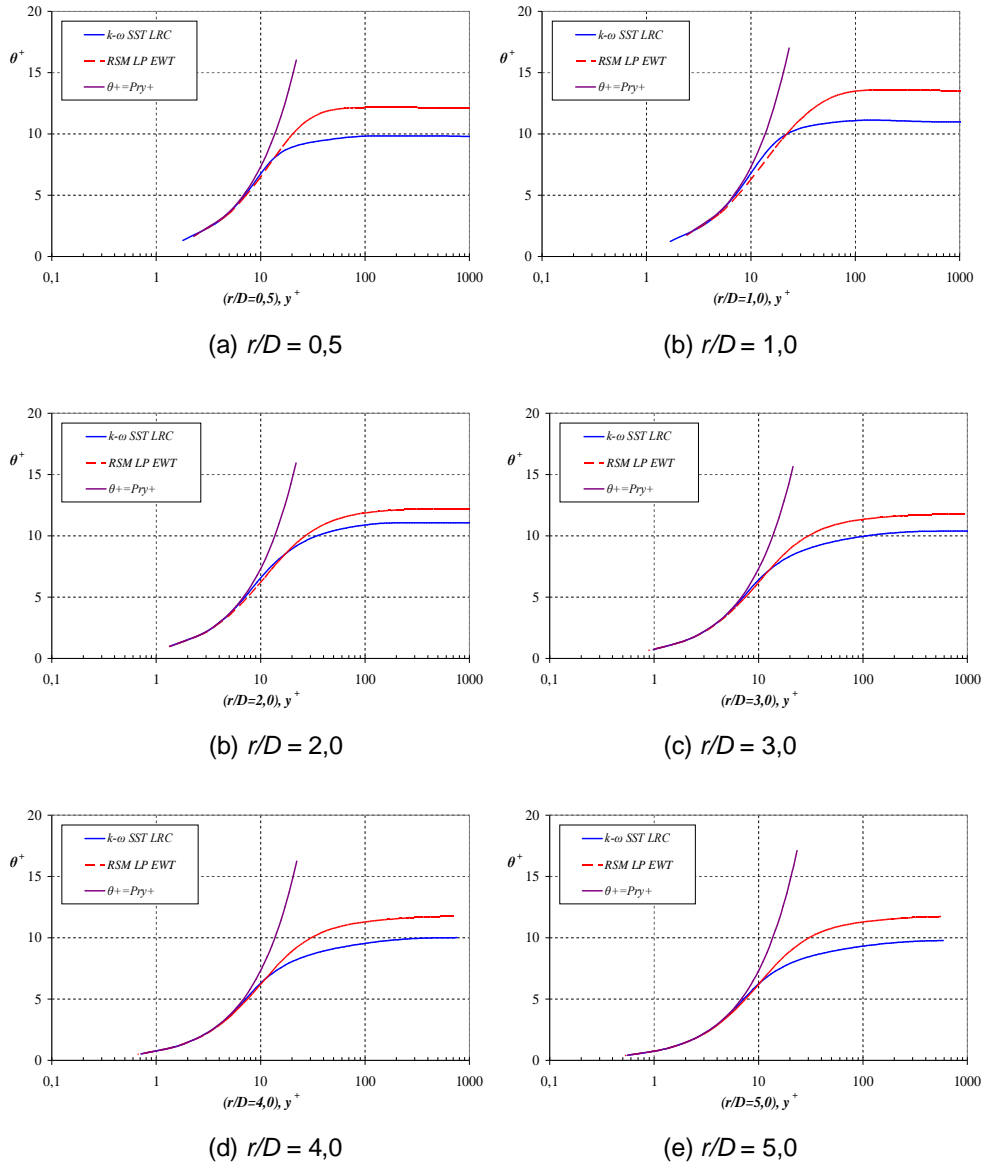 20
15
10
5
0
θ+
k-ω SST LRC
RSM LP EWT
θ+=Pry+
0,1 1 10 100 1000
(r/D=0,5), y+
(a) r/D = 0,5
20
15
10
5
0
θ+
k-ω SST LRC
RSM LP EWT
θ+=Pry+
0,1 1 10 100 1000
(r/D=1,0), y+
(b) r/D = 1,0
20
15
10
5
0
θ+
k-ω SST LRC
RSM LP EWT
θ+=Pry+
0,1 1 10 100 1000
(r/D=2,0), y+
(b) r/D = 2,0
20
15
10
5
0
θ+
k-ω SST LRC
RSM LP EWT
θ+=Pry+
0,1 1 10 100 1000
(r/D=3,0), y+
(c) r/D = 3,0
20
15
10
5
0
θ+
k-ω SST LRC
RSM LP EWT
θ+=Pry+
0,1 1 10 100 1000
(r/D=4,0), y+
(d) r/D = 4,0
20
15
10
5
0
θ+
k-ω SST LRC
RSM LP EWT
θ+=Pry+
0,1 1 10 100 1000
(r/D=5,0), y+
(e) r/D = 5,0